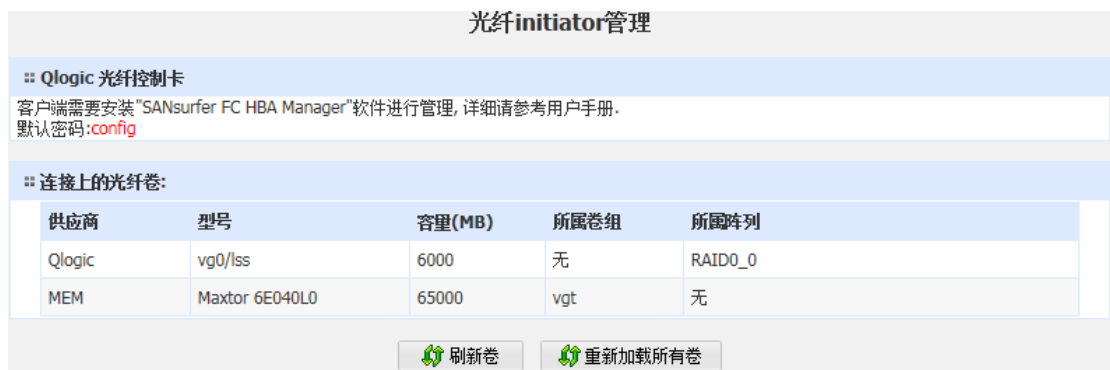 光纤initiator管理
Qlogic 光纤控制卡
客户端需要安装"SANsurfer FC HBA Manager"软件进行管理, 详细请参考用户手册.
默认密码:config
连接上的光纤卷:
供应商 型号 容量(MB) 所属卷组 所属阵列
Qlogic vg0/lss 6000 无 RAID0_0
MEM Maxtor 6E040L0 65000 vgt 无
刷新卷 重新加载所有卷